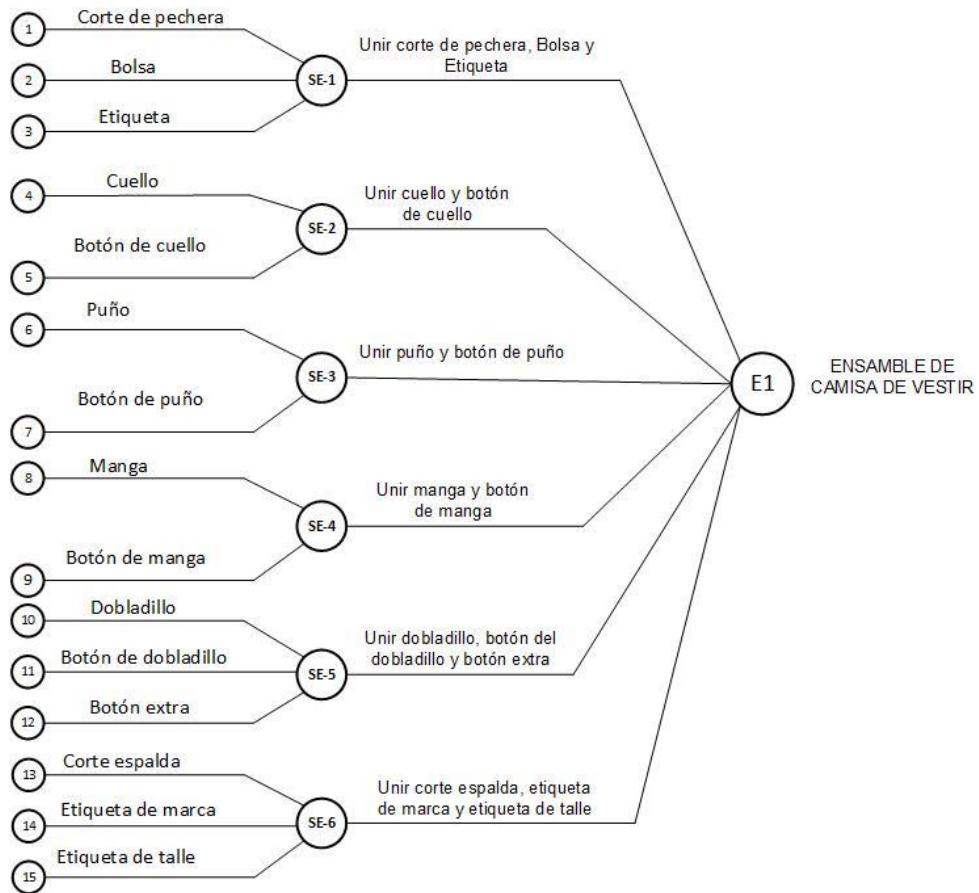 1
Corte de pechera
2
Bolsa
3
Etiqueta
SE-1
Unir corte de pechera, Bolsa y
Etiqueta
4
Cuello
5
Botón de cuello
SE-2
Unir cuello y botón
de cuello
6
Puño
7
Botón de puño
SE-3
Unir puño y botón de puño
8
Manga
9
Botón de manga
SE-4
Unir manga y botón
de manga
10
Dobladillo
11
Botón de dobladillo
12
Botón extra
SE-5
Unir dobladillo, botón del
dobladillo y botón extra
13
Corte espalda
14
Etiqueta de marca
15
Etiqueta de talle
SE-6
Unir corte espalda, etiqueta
de marca y etiqueta de talle
E1
ENSAMBLE DE
CAMISA DE VESTIR